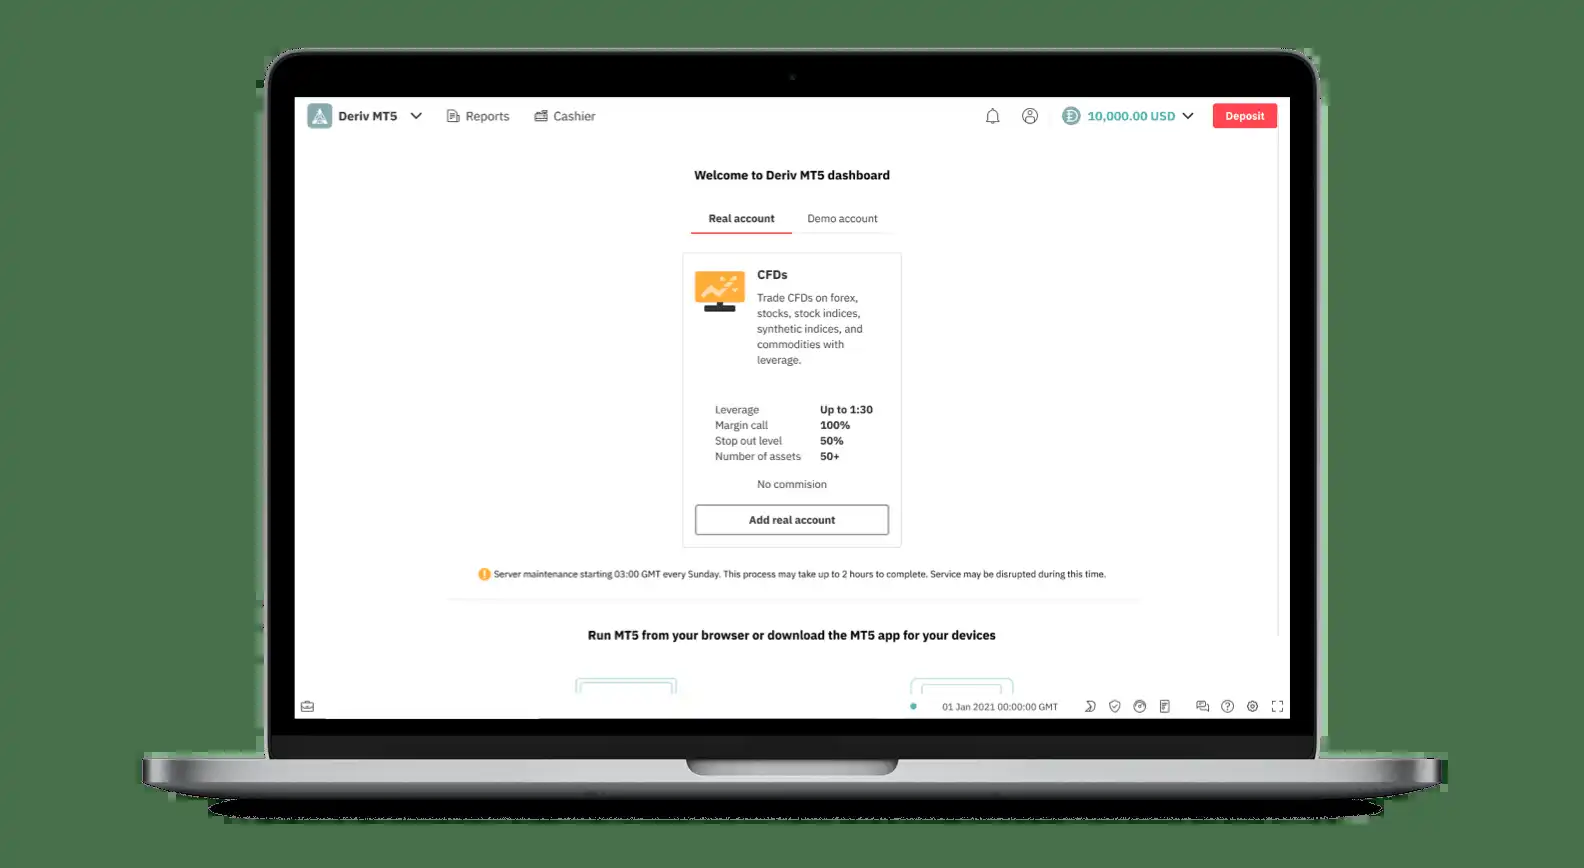 Deriv MT5
Reports
Cashier
10,000.00 USD
Deposit
Welcome to Deriv MT5 dashboard
Real account
Demo account
CFDs
Trade CFDs on forex,
stocks, stock indices,
synthetic indices, and
commodities with
leverage.
Leverage Up to 1:30
Margin call 100%
Stop out level 50%
Number of assets 50+
No commision
Add real account
Server maintenance starting 03:00 GMT every Sunday. This process may take up to 2 hours to complete. Service may be disrupted during this time.
Run MT5 from your browser or download the MT5 app for your devices
01 Jan 2021 00:00:00 GMT